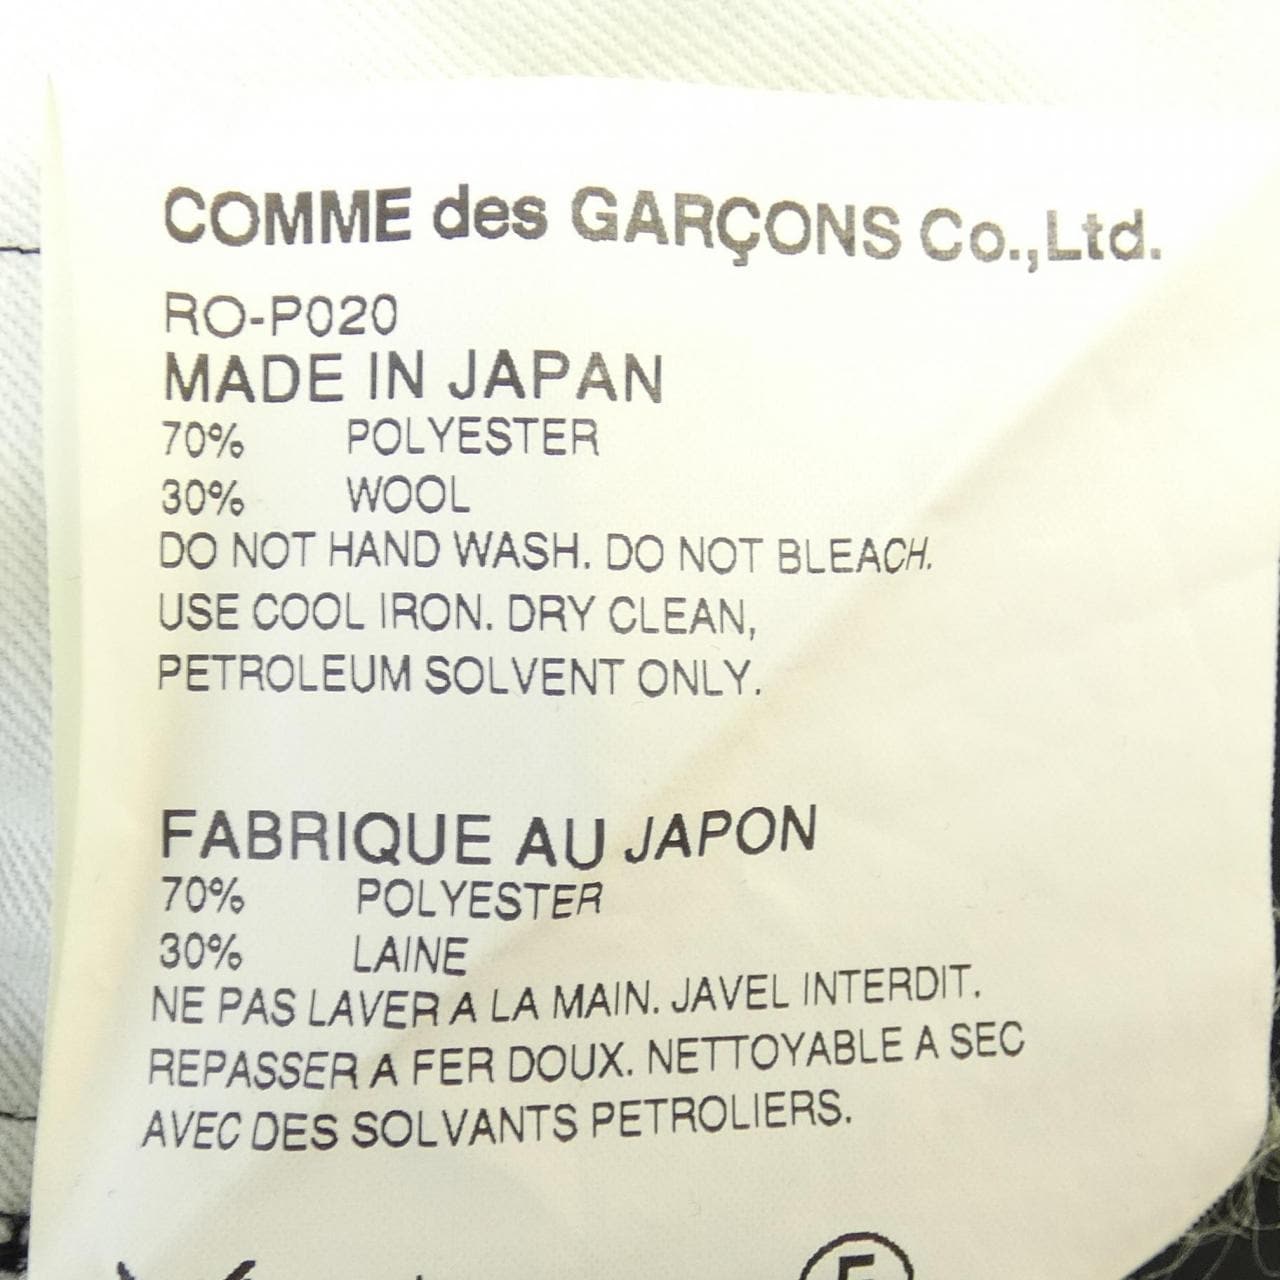 COMME des GARÇONS Co.,Ltd.
RO-P020
MADE IN JAPAN
70% POLYESTER
30% WOOL
DO NOT HAND WASH. DO NOT BLEACH.
USE COOL IRON. DRY CLEAN,
PETROLEUM SOLVENT ONLY.
FABRIQUE AU JAPON
70% POLYESTER
30% LAINE
NE PAS LAVER A LA MAIN. JAVEL INTERDIT.
REPASSER A FER DOUX. NETTOYABLE A SEC
AVEC DES SOLVANTS PETROLIERS.